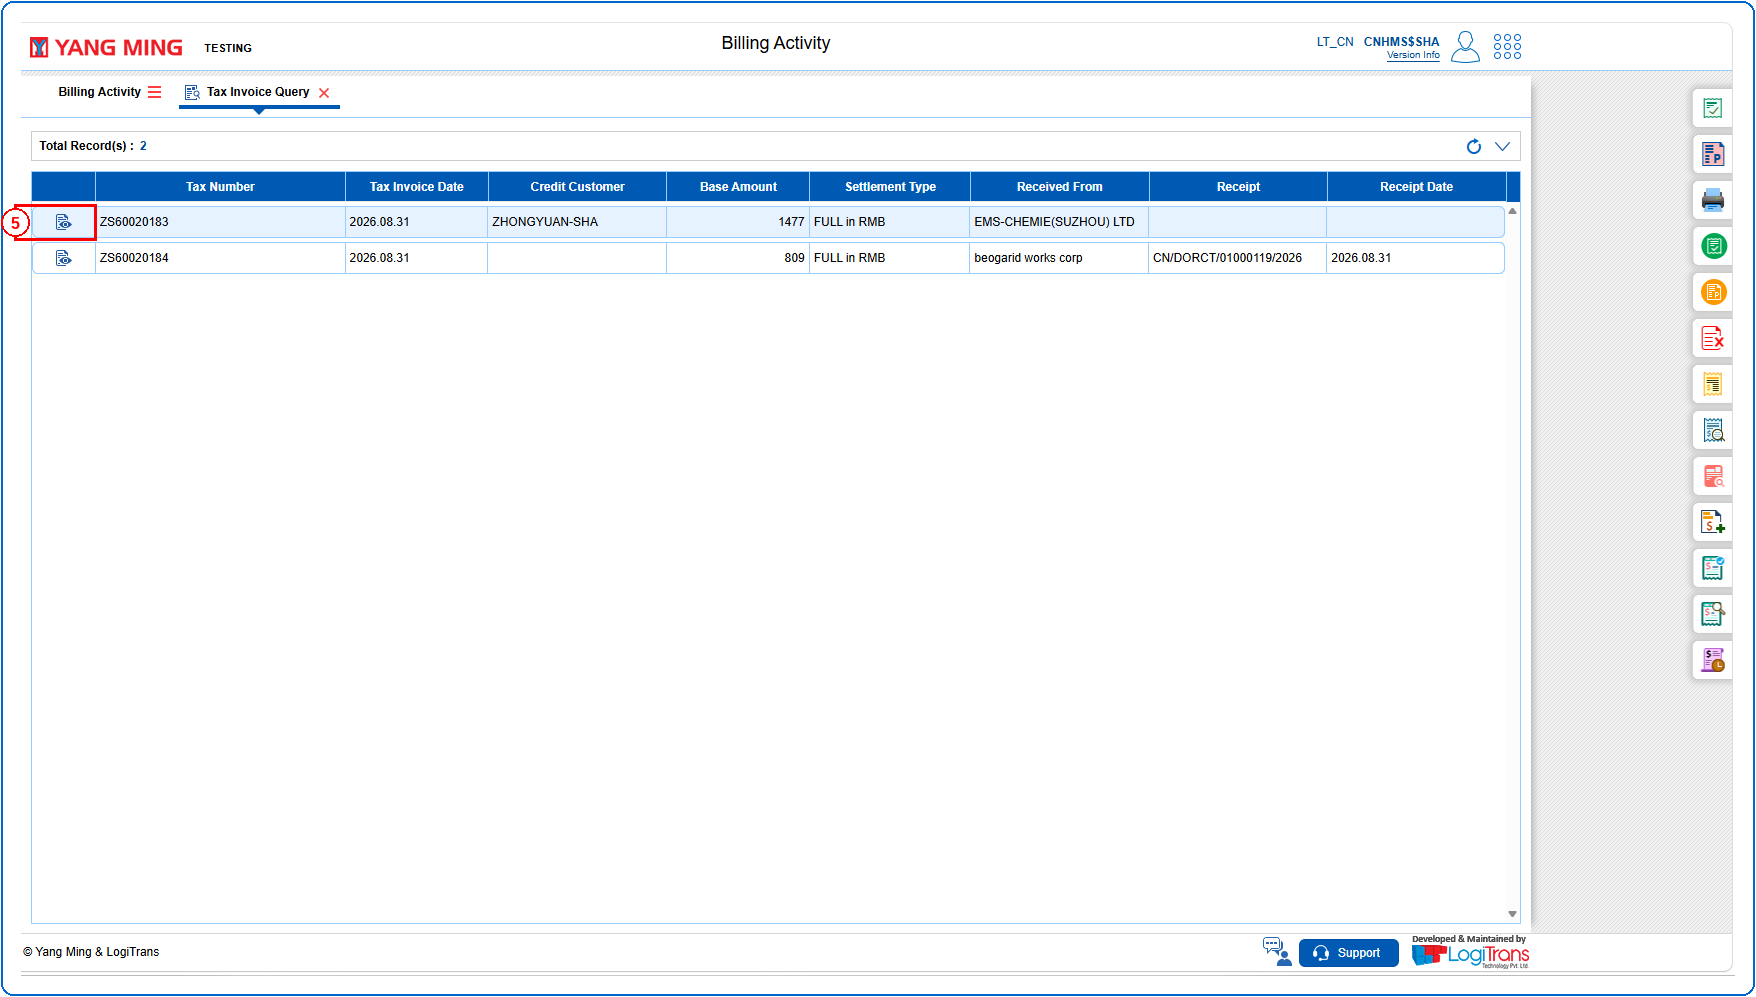 YANG MING TESTING
Billing Activity
LT_CN CNHMS$SHA
Version Info
Billing Activity Tax Invoice Query
Total Record(s) : 2
Tax Number Tax Invoice Date Credit Customer Base Amount Settlement Type Received From Receipt Receipt Date
5 ZS60020183 2026.08.31 ZHONGYUAN-SHA 1477 FULL in RMB EMS-CHEMIE(SUZHOU) LTD
ZS60020184 2026.08.31 809 FULL in RMB beogarid works corp CN/DORCT/01000119/2026 2026.08.31
© Yang Ming & LogiTrans
Support
Developed & Maintained by
LogiTrans
Technology Pvt. Ltd.